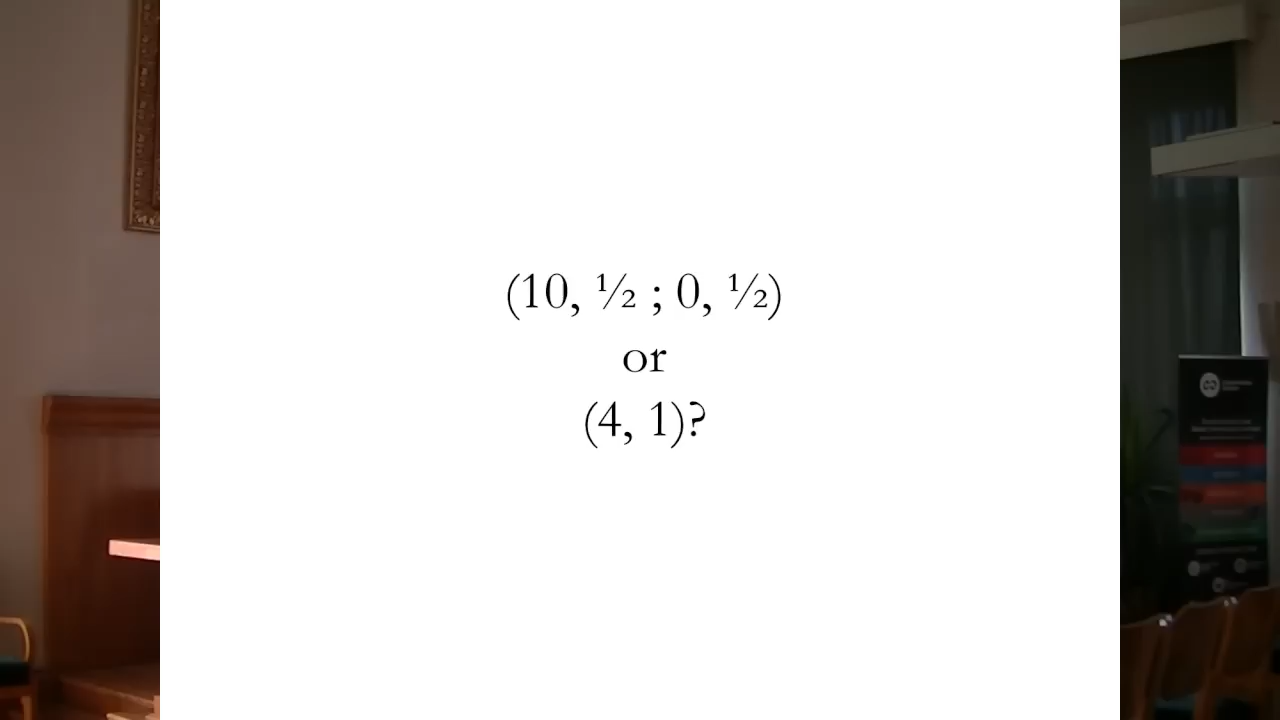 (10, ½ ; 0, ½)
or
(4, 1)?